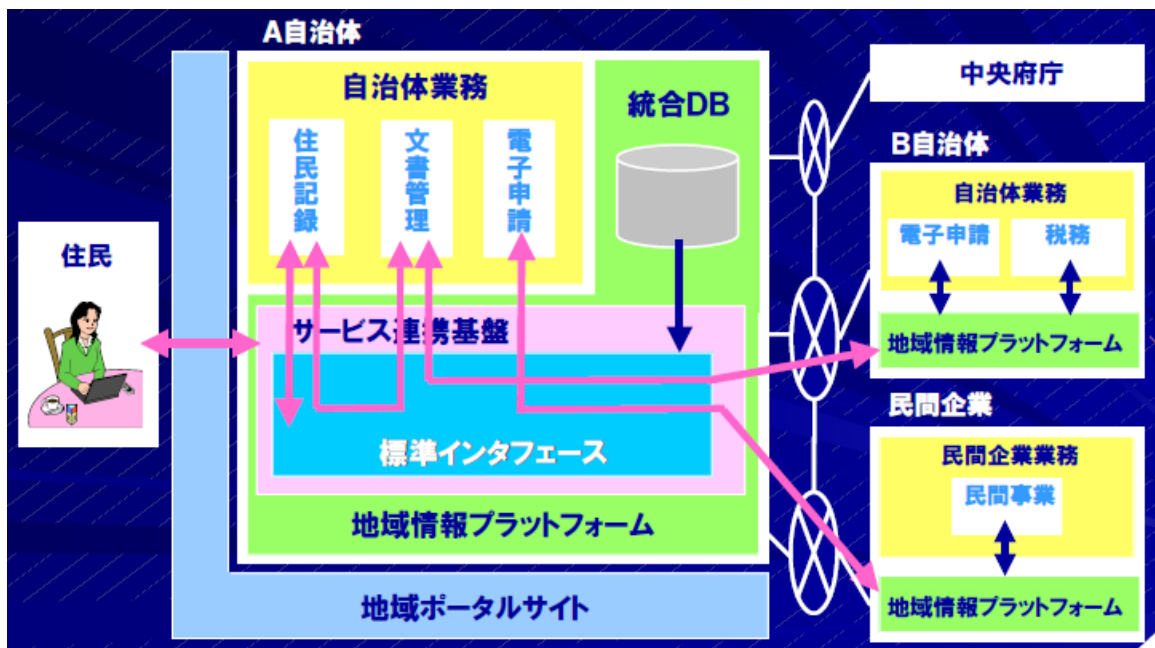 A自治体
自治体業務
住民記録
文書管理
電子申請
統合DB
住民
サービス連携基盤
標準インタフェース
地域情報プラットフォーム
地域ポータルサイト
中央府庁
B自治体
自治体業務
電子申請
税務
地域情報プラットフォーム
民間企業
民間企業業務
民間事業
地域情報プラットフォーム